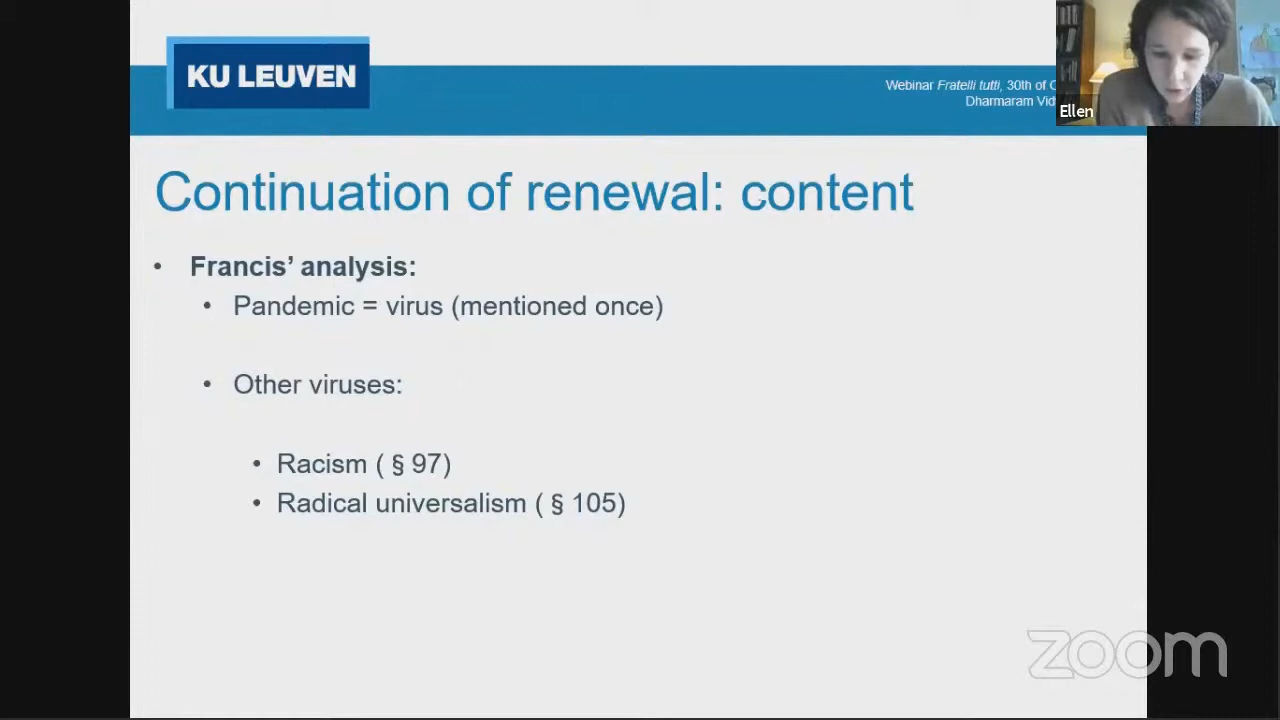 KU LEUVEN
Webinar Fratelli tutti, 30th of
Dharmaram
Ellen
Continuation of renewal: content
• Francis’ analysis:
• Pandemic = virus (mentioned once)
• Other viruses:
• Racism ( § 97)
• Radical universalism ( § 105)
zoom